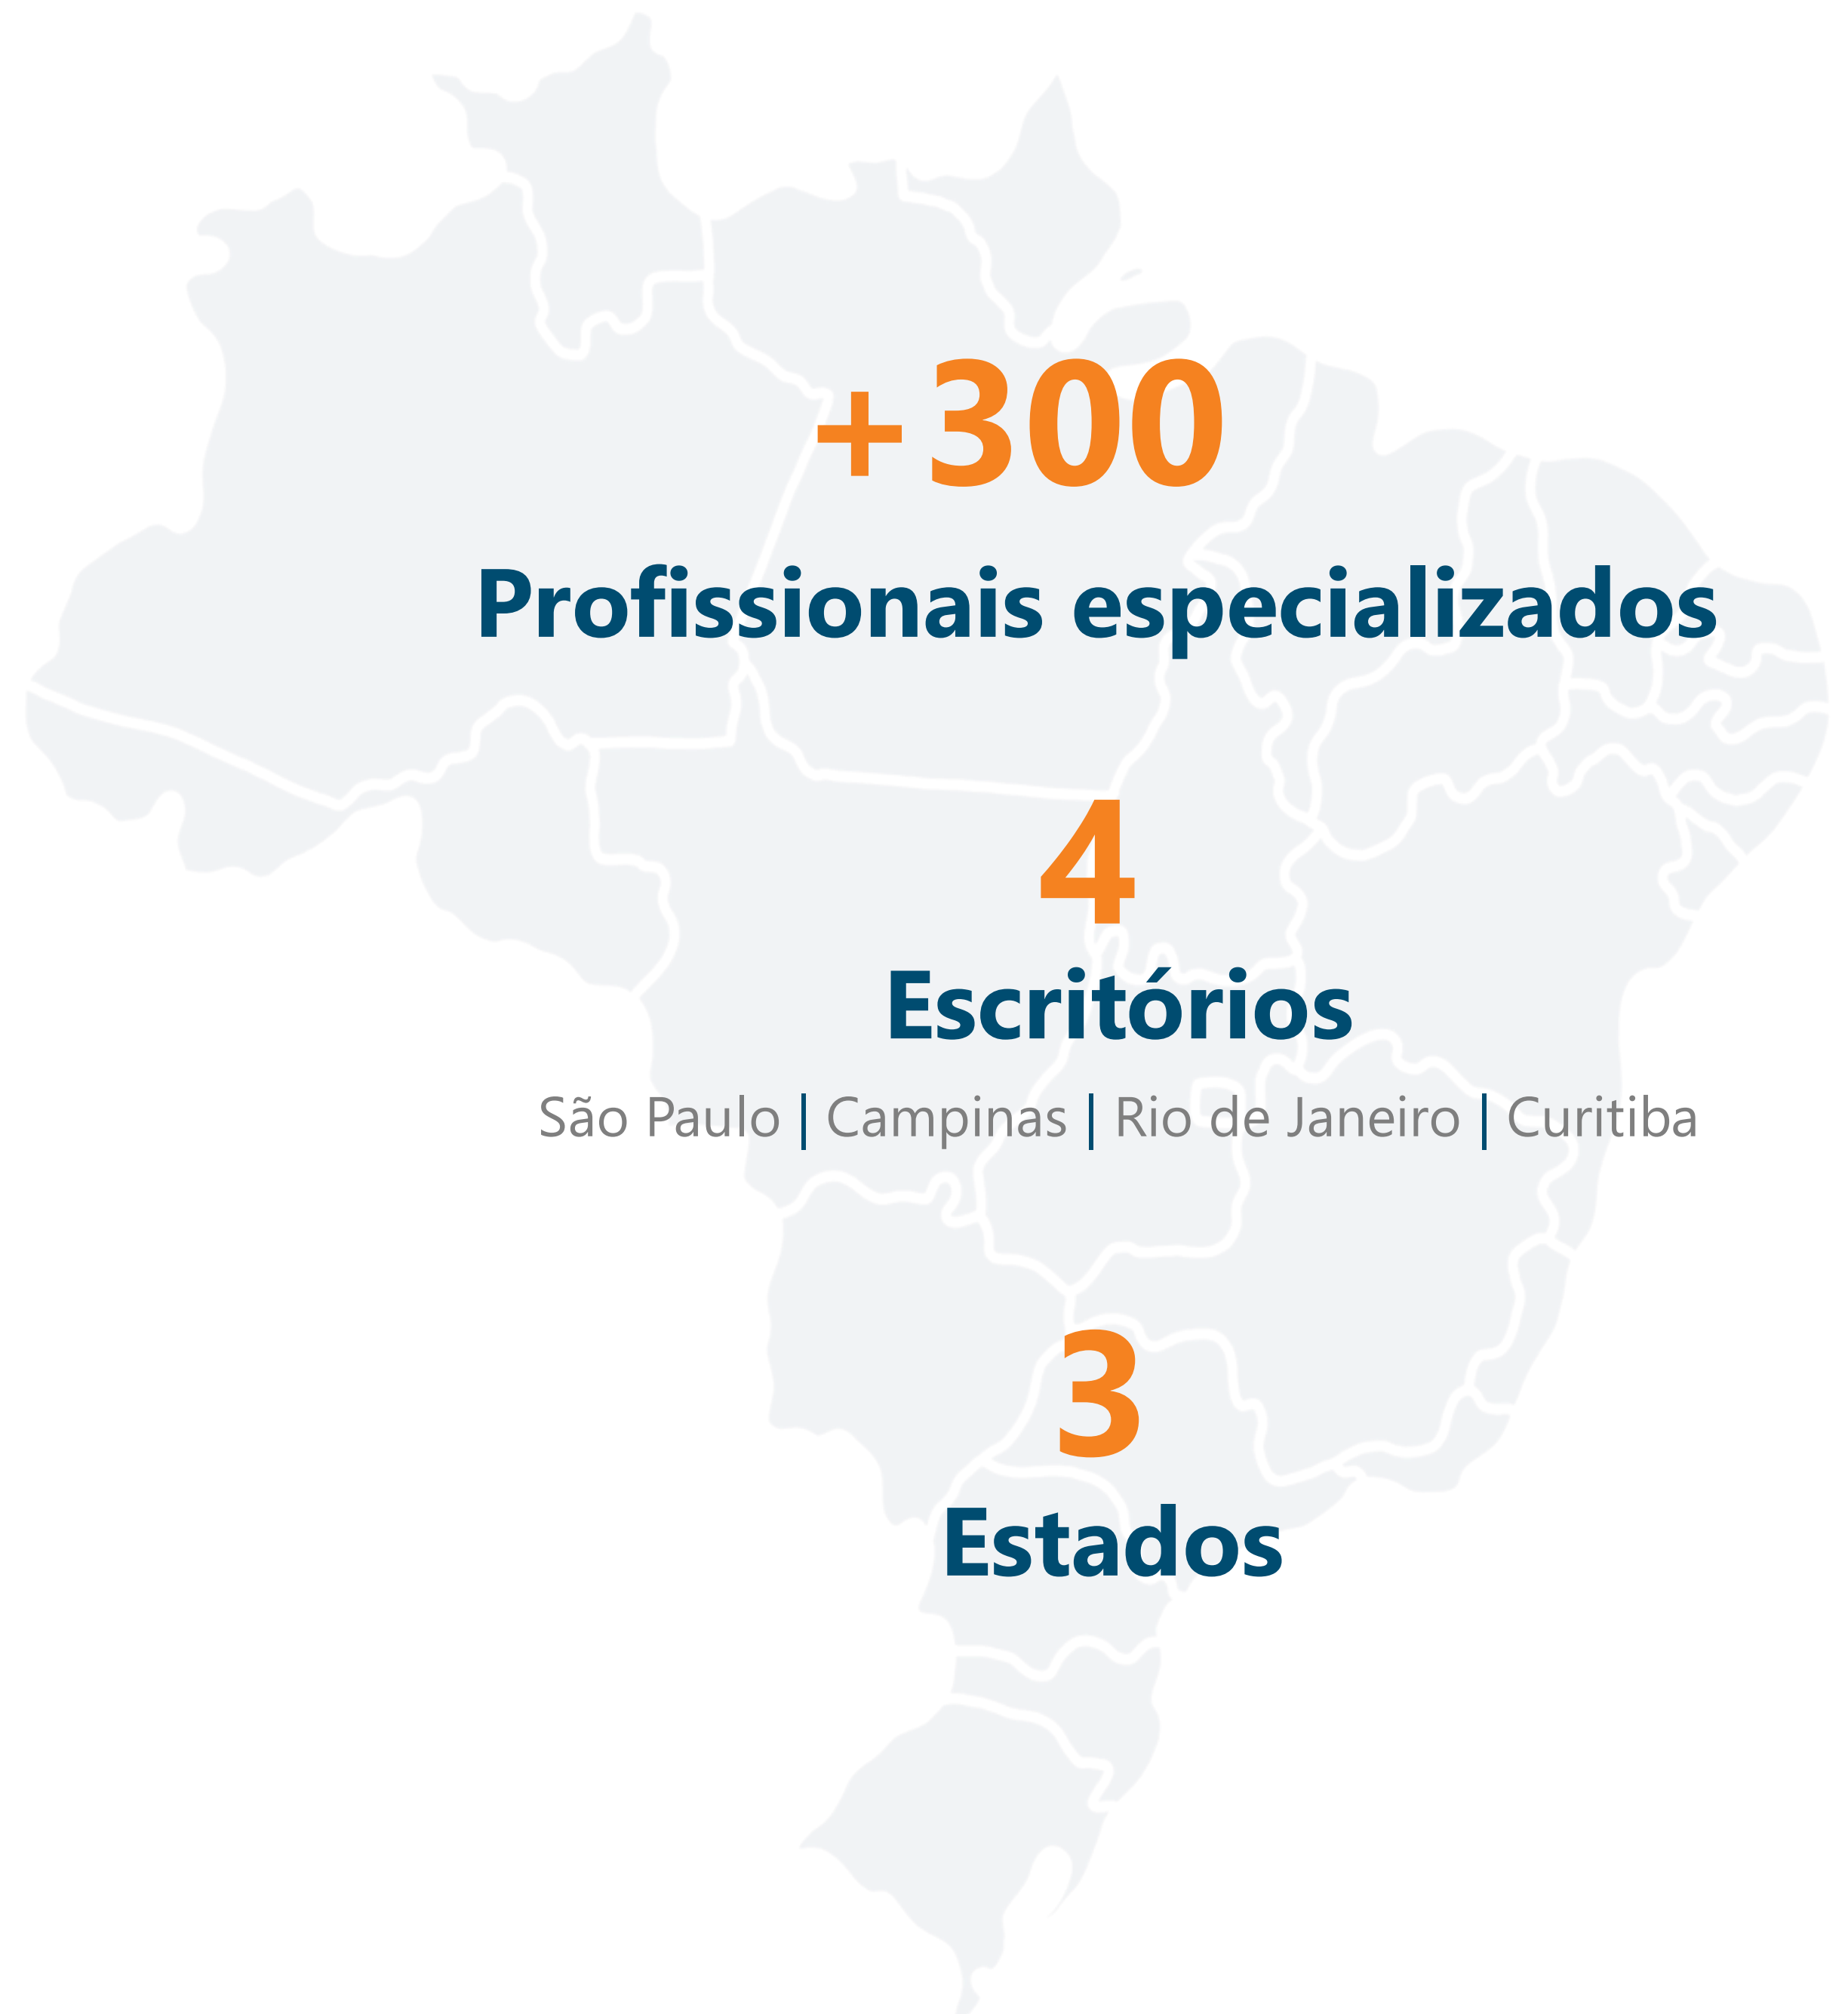 +300
Profissionais especializados
4
Escritórios
São Paulo | Campinas | Rio de Janeiro | Curitiba
3
Estados